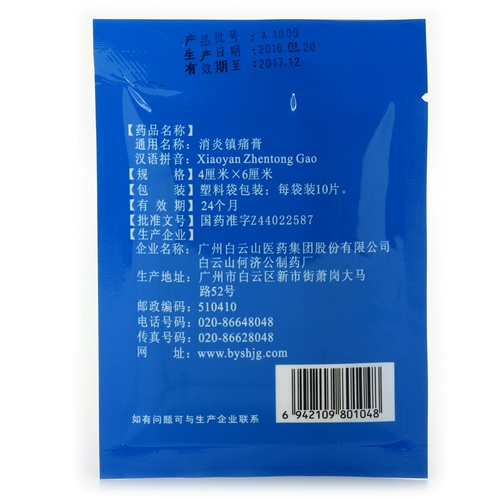 产品批号：A1005
生产日期：2016.01.20
有效期至：2017.12
【药品名称】
通用名称：消炎镇痛膏
汉语拼音：Xiaoyan Zhentong Gao
【规 格】4厘米×6厘米
【包 装】塑料袋包装；每袋装10片。
【有 效 期】24个月
【批准文号】国药准字Z44022587
【生产企业】
企业名称：广州白云山医药集团股份有限公司
白云山何济公制药厂
生产地址：广州市白云区新市街萧岗大马
路52号
邮政编码：510410
电话号码：020-86648048
传真号码：020-86628048
网 址：www.byshjg.com
如有问题可与生产企业联系
6 942109 801048